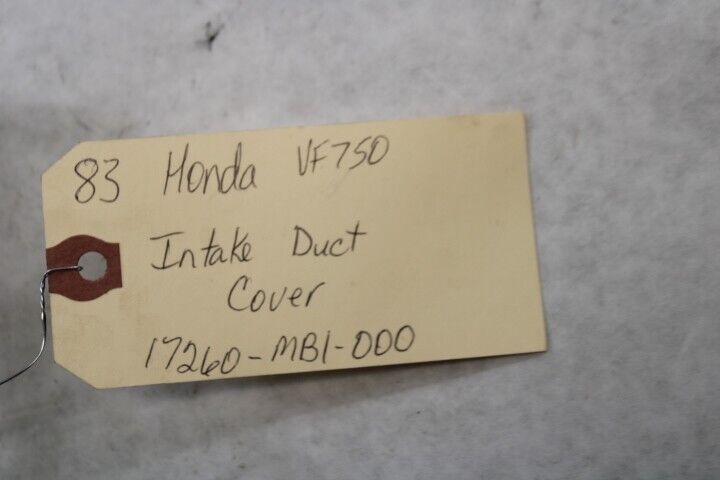 83 Honda VF750
Intake Duct
Cover
17260-MB1-000